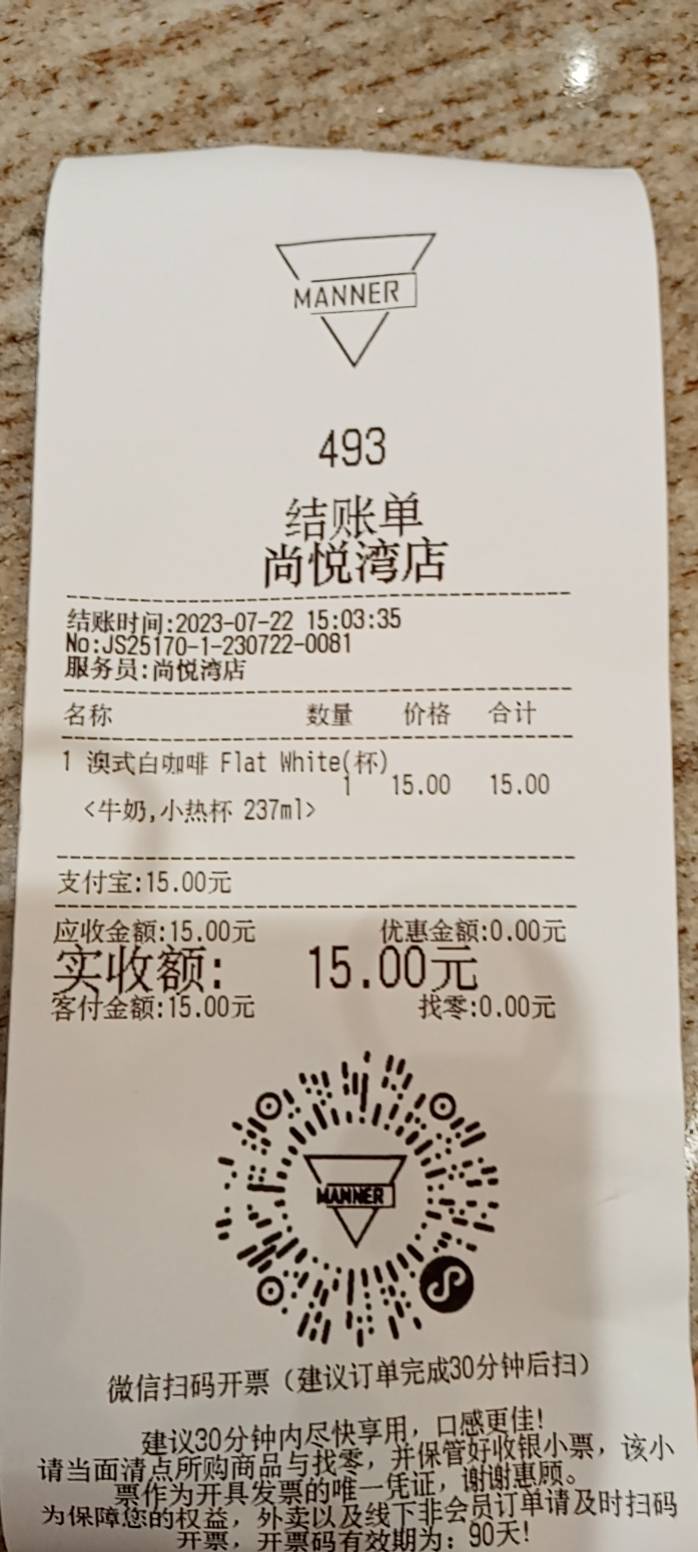 MANNER
493
结账单
尚悦湾店
结账时间:2023-07-22 15:03:35
No:JS25170-1-230722-0081
服务员:尚悦湾店
名称 数量 价格 合计
1 澳式白咖啡 Flat White(杯)
1 15.00 15.00
<牛奶,小热杯 237ml>
支付宝:15.00元
应收金额:15.00元 优惠金额:0.00元
实收额: 15.00元
客付金额:15.00元 找零:0.00元
MANNER
微信扫码开票（建议订单完成30分钟后扫）
建议30分钟内尽快享用，口感更佳!
请当面清点所购商品与找零，并保管好收银小票，该小
票作为开具发票的唯一凭证，谢谢惠顾。
为保障您的权益，外卖以及线下非会员订单请及时扫码
开票，开票码有效期为：90天!